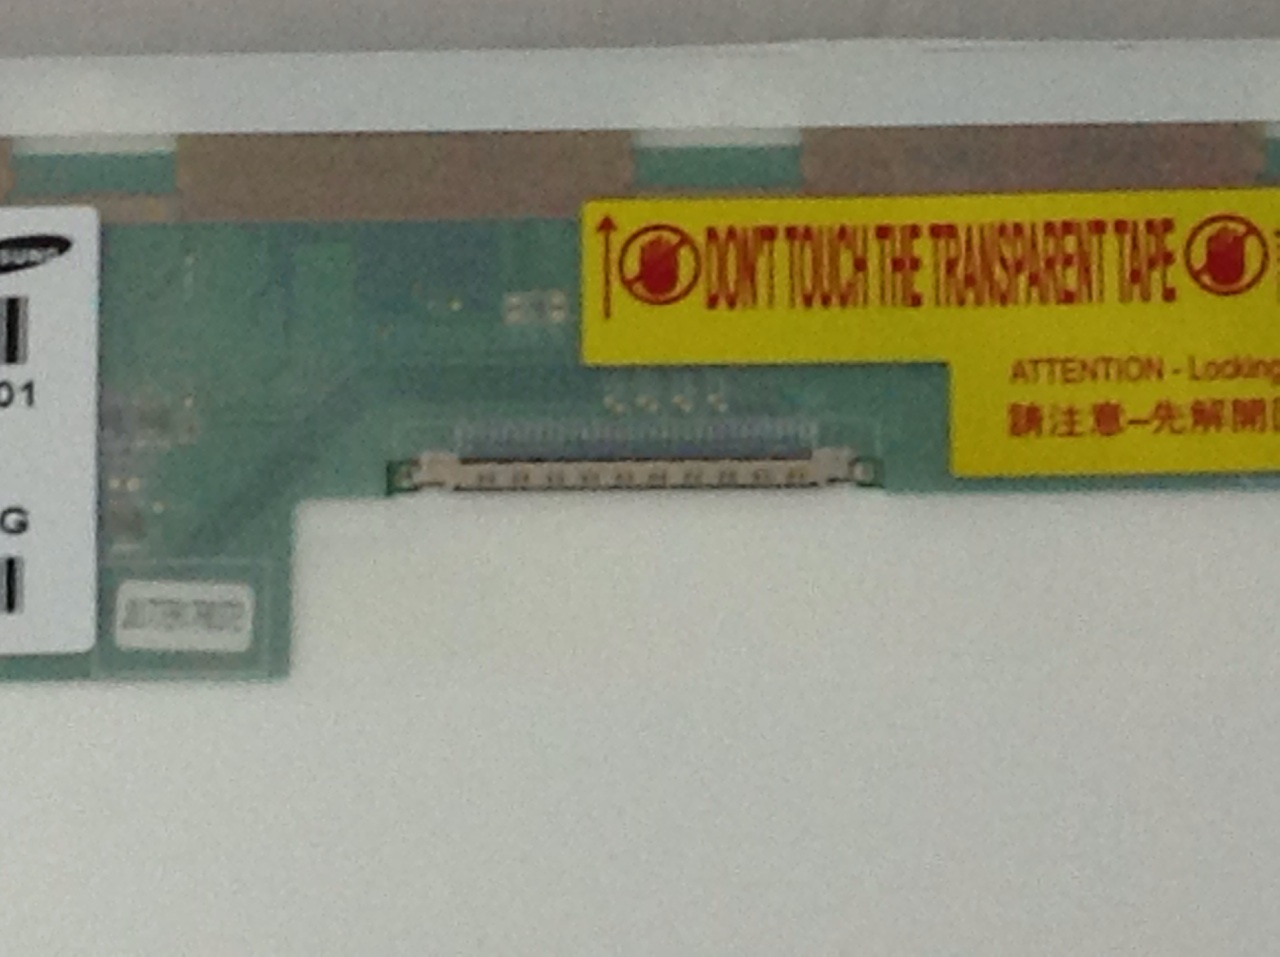 01
G
DON'T TOUCH THE TRANSPARENT TAPE
ATTENTION - Locking
請注意–先解開